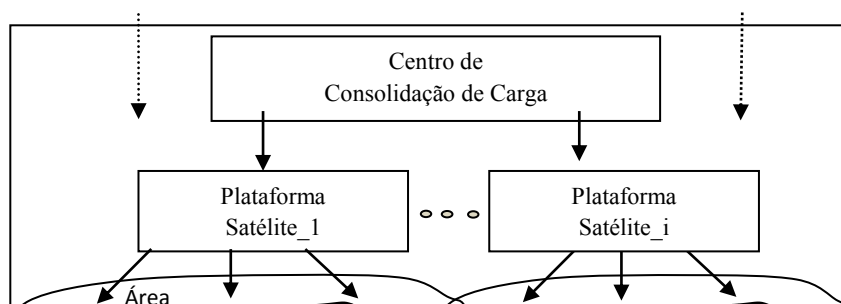 Centro de
Consolidação de Carga
Plataforma
Satélite_1
Plataforma
Satélite_i
Área